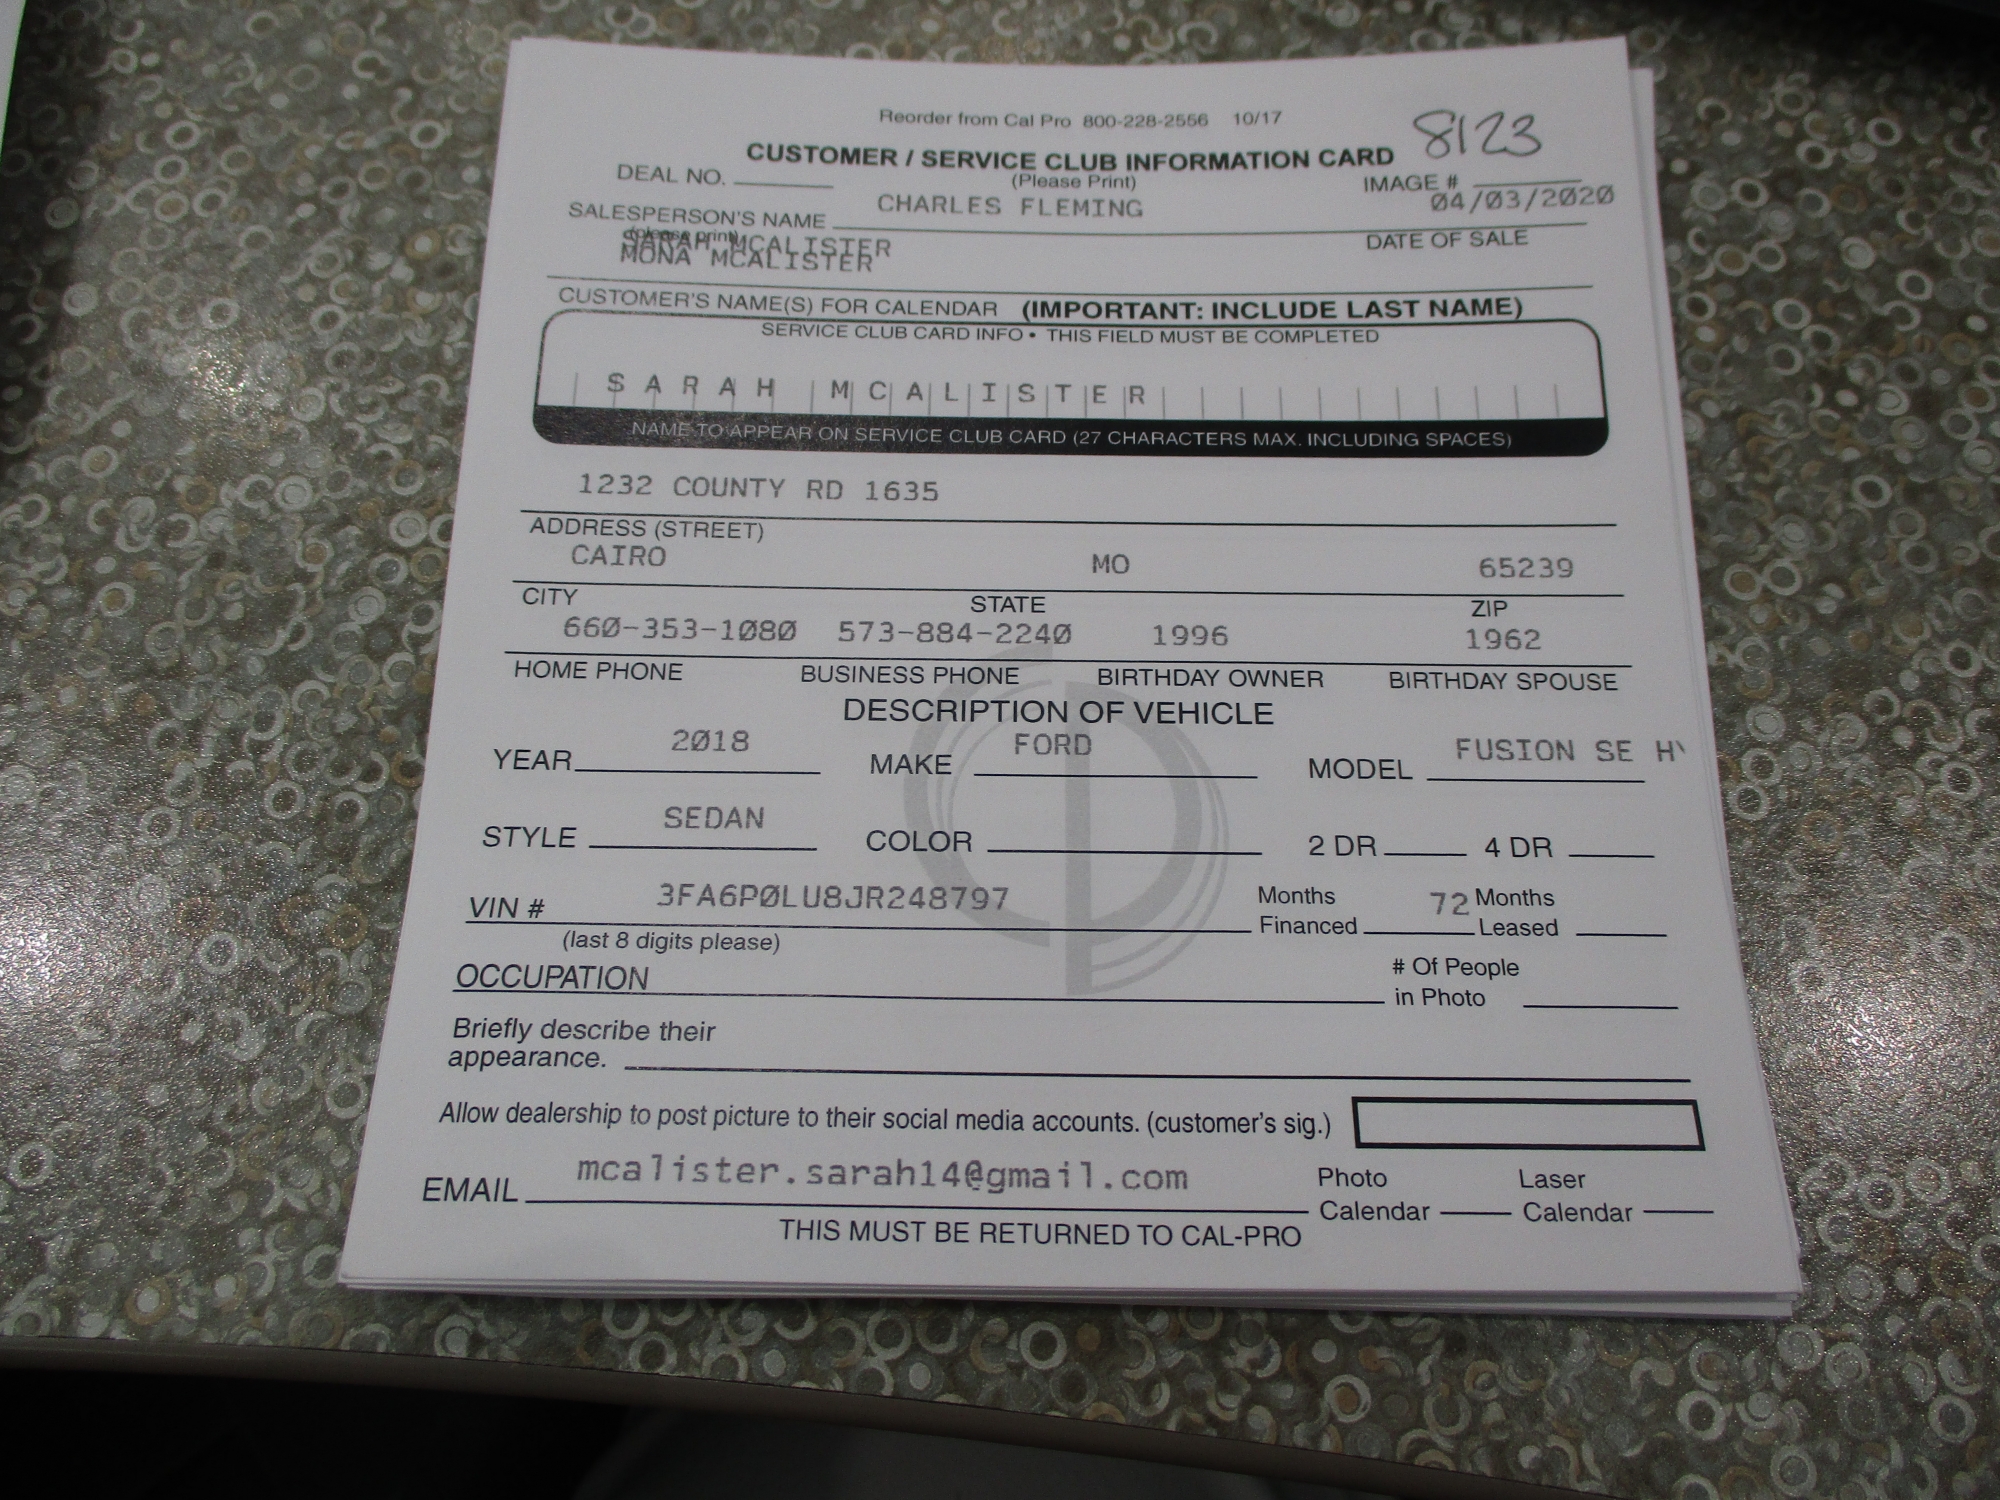 Reorder from Cal Pro 800-228-2556 10/17
8123
CUSTOMER / SERVICE CLUB INFORMATION CARD
(Please Print)
DEAL NO.
IMAGE #
04/03/2020
SALESPERSON'S NAME CHARLES FLEMING
(please print)
DATE OF SALE
SARAH MCALISTER
MONA MCALISTER
CUSTOMER'S NAME(S) FOR CALENDAR (IMPORTANT: INCLUDE LAST NAME)
SERVICE CLUB CARD INFO • THIS FIELD MUST BE COMPLETED
SARAH MCALISTER
NAME TO APPEAR ON SERVICE CLUB CARD (27 CHARACTERS MAX. INCLUDING SPACES)
1232 COUNTY RD 1635
ADDRESS (STREET)
CAIRO MO 65239
CITY STATE ZIP
660-353-1080 573-884-2240 1996 1962
HOME PHONE BUSINESS PHONE BIRTHDAY OWNER BIRTHDAY SPOUSE
DESCRIPTION OF VEHICLE
YEAR 2018 MAKE FORD MODEL FUSION SE
STYLE SEDAN COLOR 2 DR 4 DR
VIN # 3FA6P0LU8JR248797 Months Financed 72 Months Leased
(last 8 digits please)
OCCUPATION # Of People in Photo
Briefly describe their
appearance.
Allow dealership to post picture to their social media accounts. (customer's sig.)
EMAIL mcalister.sarah14@gmail.com Photo Calendar Laser Calendar
THIS MUST BE RETURNED TO CAL-PRO